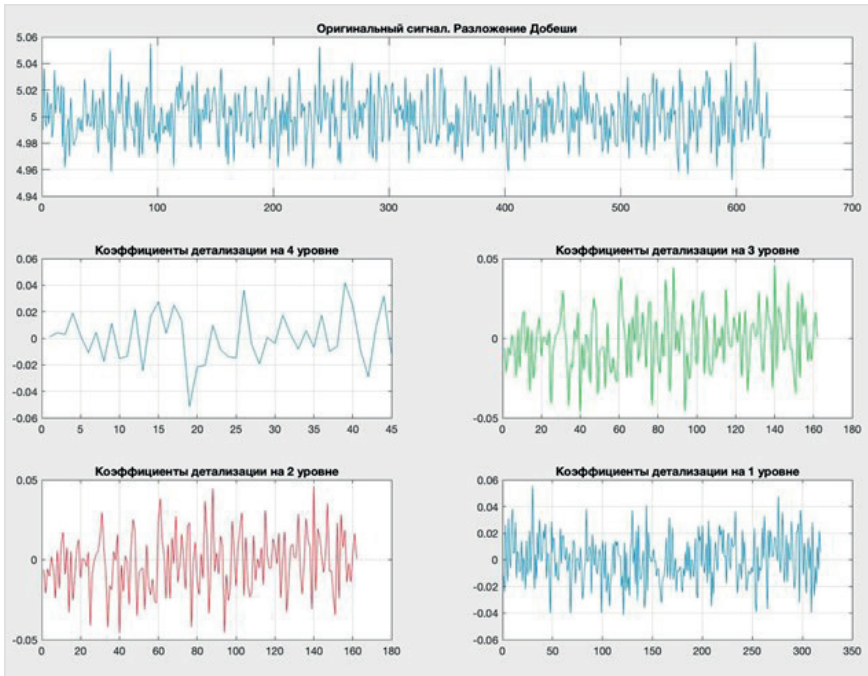 Оригинальный сигнал. Разложение Добеши
5.06
5.04
5.02
5
4.98
4.96
4.94
0 100 200 300 400 500 600 700
Коэффициенты детализации на 4 уровне
0.06
0.04
0.02
0
-0.02
-0.04
-0.06
0 5 10 15 20 25 30 35 40 45
Коэффициенты детализации на 3 уровне
0.05
0
-0.05
0 20 40 60 80 100 120 140 160 180
Коэффициенты детализации на 2 уровне
0.05
0
-0.05
0 20 40 60 80 100 120 140 160 180
Коэффициенты детализации на 1 уровне
0.06
0.04
0.02
0
-0.02
-0.04
-0.06
0 50 100 150 200 250 300 350